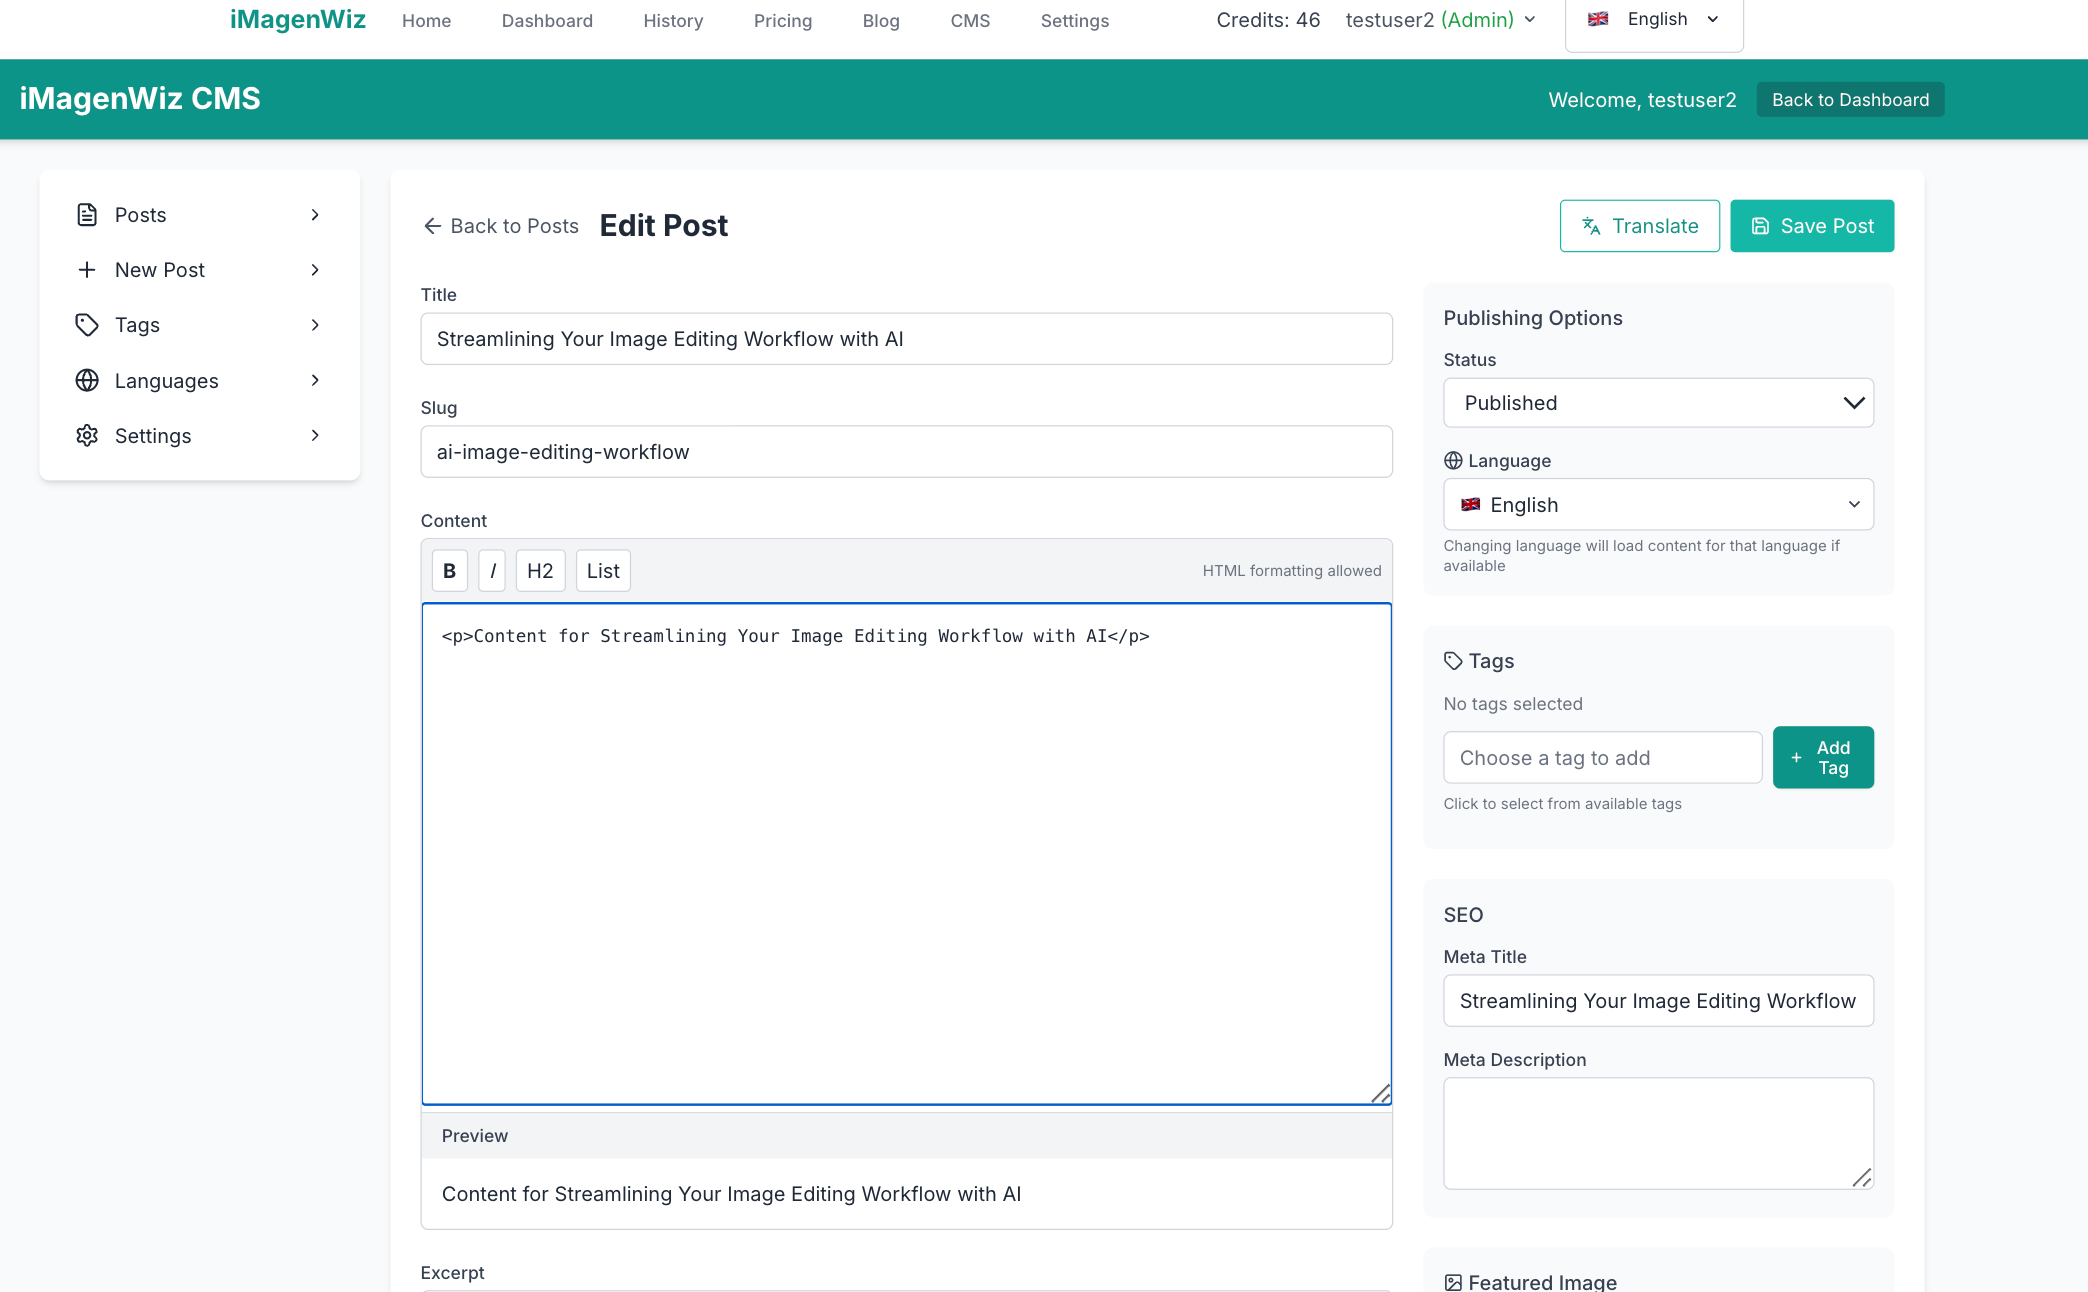 iMagenWiz
Home
Dashboard
History
Pricing
Blog
CMS
Settings
Credits: 46
testuser2 (Admin)
English
iMagenWiz CMS
Welcome, testuser2
Back to Dashboard
Posts
New Post
Tags
Languages
Settings
Back to Posts
Edit Post
Translate
Save Post
Title
Streamlining Your Image Editing Workflow with AI
Slug
ai-image-editing-workflow
Content
B
I
H2
List
HTML formatting allowed
<p>Content for Streamlining Your Image Editing Workflow with AI</p>
Preview
Content for Streamlining Your Image Editing Workflow with AI
Excerpt
Publishing Options
Status
Published
Language
English
Changing language will load content for that language if
available
Tags
No tags selected
Choose a tag to add
+ Add
Tag
Click to select from available tags
SEO
Meta Title
Streamlining Your Image Editing Workflow
Meta Description
Featured Image